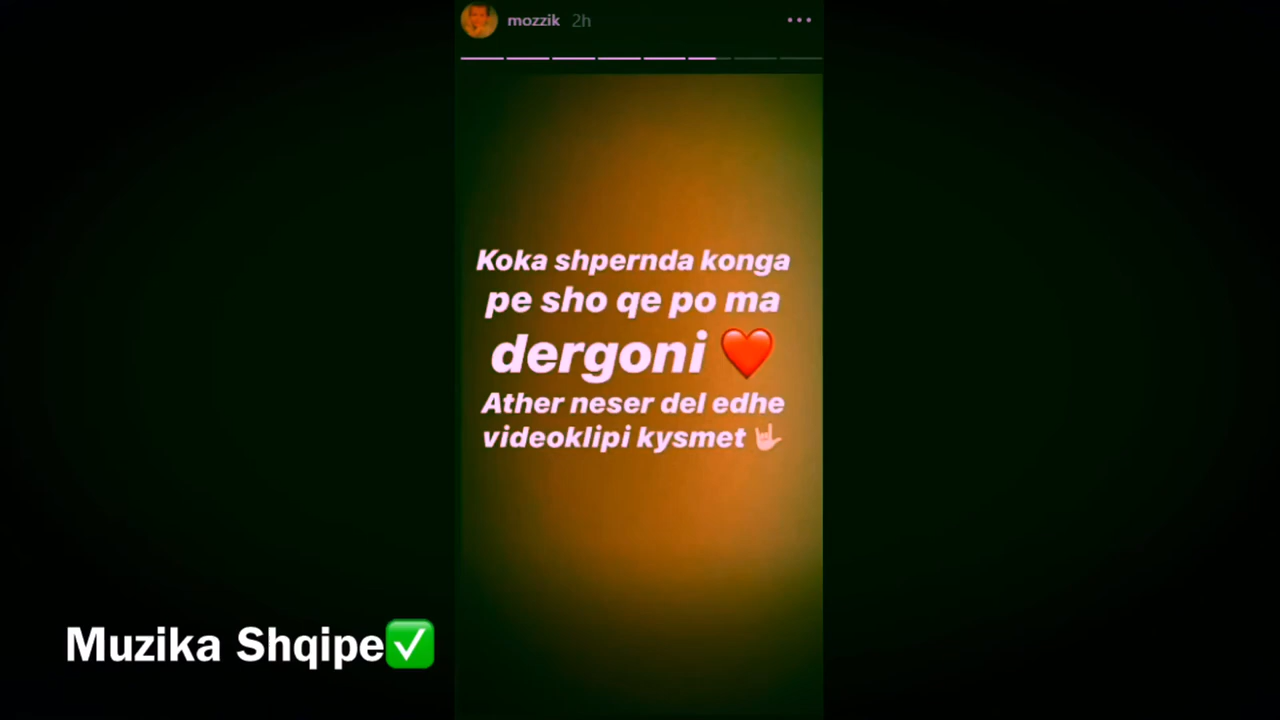 mozzik 2h
Koka shpernda konga
pe sho qe po ma
dergoni ❤️
Ather neser del edhe
videoklipi kysmet 🤟🏻
Muzika Shqipe✅